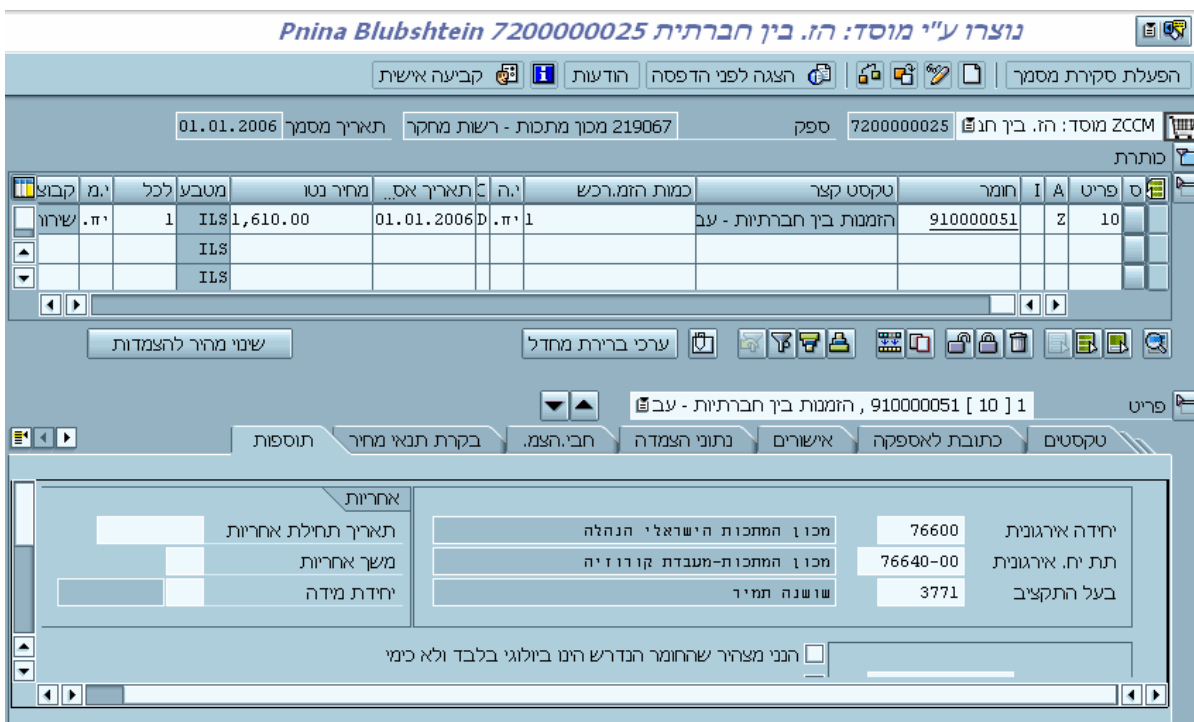 נוצרו ע"י מוסד: הז. בין חברתית 7200000025 Pnina Blubshtein
הפעלת סקירת מסמך הצגה לפני הדפסה הודעות קביעה אישית
ZCCM מוסד: הז. בין חב 7200000025 ספק 219067 מכון מתכות - רשות מחקר תאריך מסמך 01.01.2006
כותרת
ס פריט A I חומר טקסט קצר כמות הזמ.רכש י.ה C תאריך אס. מחיר נטו מטבע לכל י.מ קבוצ
10 Z 910000051 הזמנות בין חברתיות - עב 1 יח. D 01.01.2006 1,610.00 ILS 1 יח. שירור
ILS
ILS
ערכי ברירת מחדל שינוי מהיר להצמדות
פריט 1 [ 10 ] 910000051 , הזמנות בין חברתיות - עב
טקסטים כתובת לאספקה אישורים נתוני הצמדה חבי.הצמ. בקרת תנאי מחיר תוספות
אחריות
יחידה אירגונית 76600 מכון המתכות הישראלי הנהלה תאריך תחילת אחריות
תת יח. אירגונית 76640-00 מכון המתכות-מעבדת קורוזיה משך אחריות
בעל התקציב 3771 שושנה תמיר יחידת מידה
הנני מצהיר שהחומר הנדרש הינו ביולוגי בלבד ולא כימי